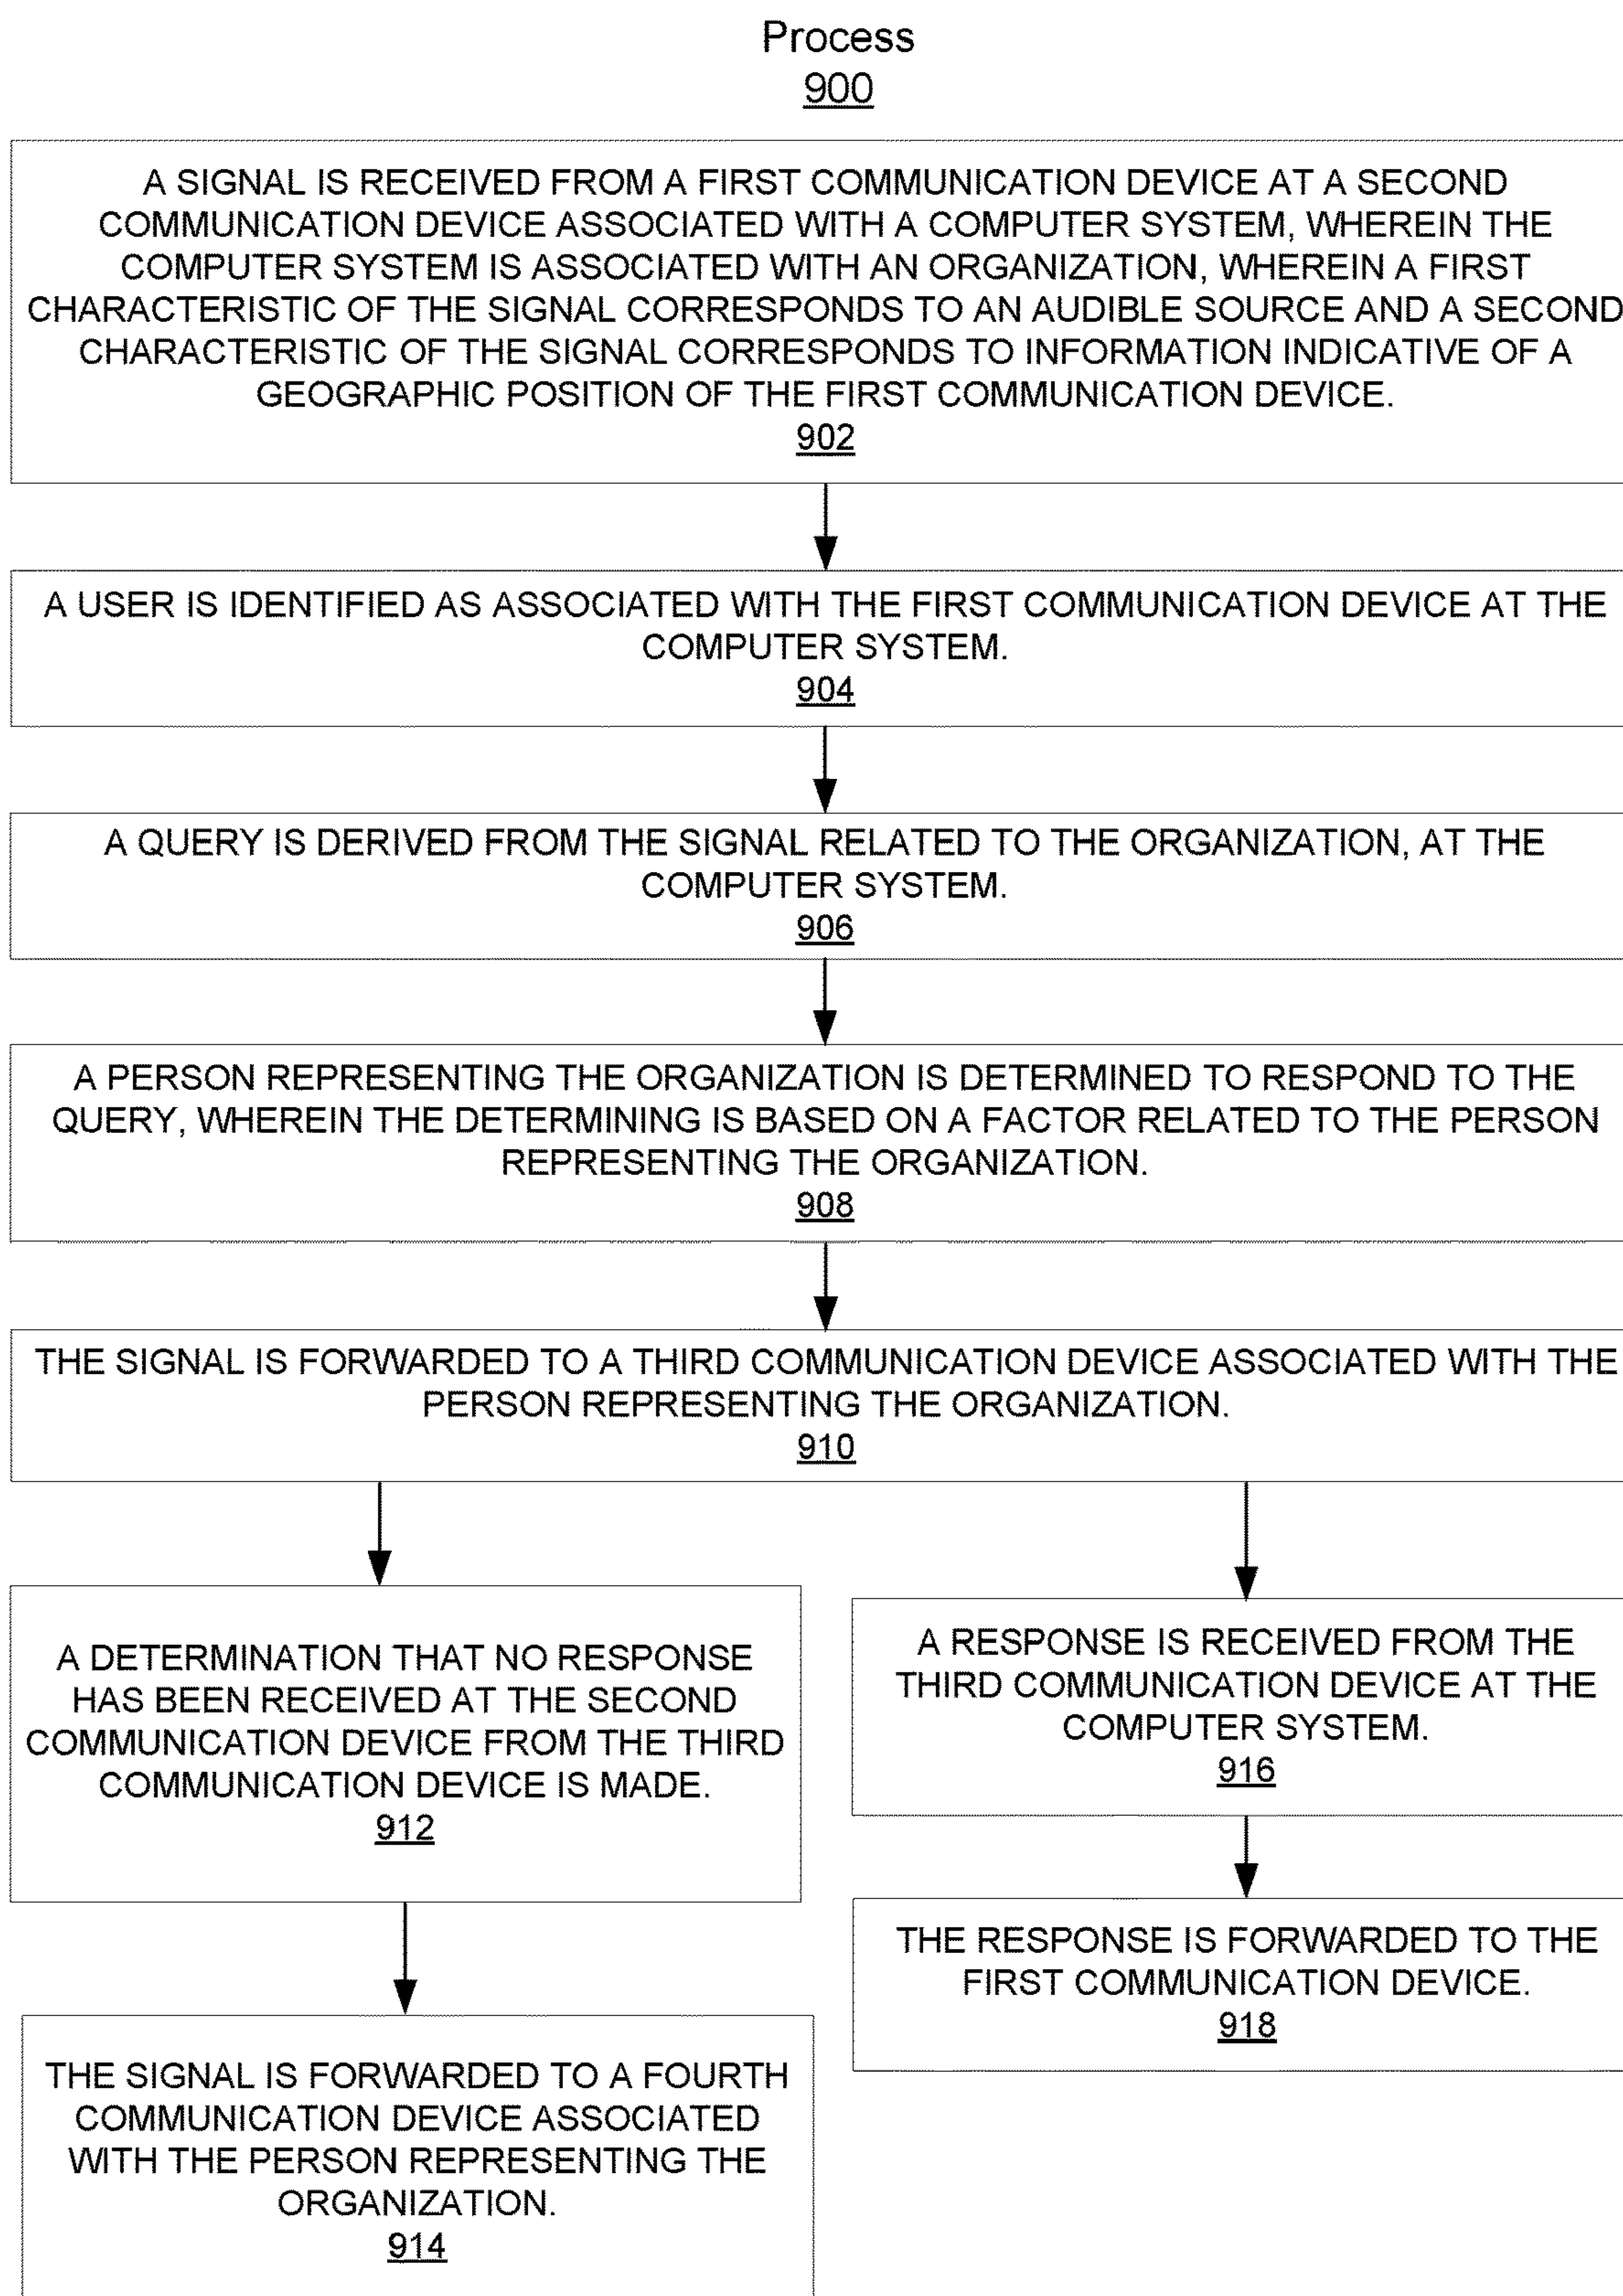 Process
900
A SIGNAL IS RECEIVED FROM A FIRST COMMUNICATION DEVICE AT A SECOND
COMMUNICATION DEVICE ASSOCIATED WITH A COMPUTER SYSTEM, WHEREIN THE
COMPUTER SYSTEM IS ASSOCIATED WITH AN ORGANIZATION, WHEREIN A FIRST
CHARACTERISTIC OF THE SIGNAL CORRESPONDS TO AN AUDIBLE SOURCE AND A SECOND
CHARACTERISTIC OF THE SIGNAL CORRESPONDS TO INFORMATION INDICATIVE OF A
GEOGRAPHIC POSITION OF THE FIRST COMMUNICATION DEVICE.
902
A USER IS IDENTIFIED AS ASSOCIATED WITH THE FIRST COMMUNICATION DEVICE AT THE
COMPUTER SYSTEM.
904
A QUERY IS DERIVED FROM THE SIGNAL RELATED TO THE ORGANIZATION, AT THE
COMPUTER SYSTEM.
906
A PERSON REPRESENTING THE ORGANIZATION IS DETERMINED TO RESPOND TO THE
QUERY, WHEREIN THE DETERMINING IS BASED ON A FACTOR RELATED TO THE PERSON
REPRESENTING THE ORGANIZATION.
908
THE SIGNAL IS FORWARDED TO A THIRD COMMUNICATION DEVICE ASSOCIATED WITH THE
PERSON REPRESENTING THE ORGANIZATION.
910
A DETERMINATION THAT NO RESPONSE
HAS BEEN RECEIVED AT THE SECOND
COMMUNICATION DEVICE FROM THE THIRD
COMMUNICATION DEVICE IS MADE.
912
THE SIGNAL IS FORWARDED TO A FOURTH
COMMUNICATION DEVICE ASSOCIATED
WITH THE PERSON REPRESENTING THE
ORGANIZATION.
914
A RESPONSE IS RECEIVED FROM THE
THIRD COMMUNICATION DEVICE AT THE
COMPUTER SYSTEM.
916
THE RESPONSE IS FORWARDED TO THE
FIRST COMMUNICATION DEVICE.
918